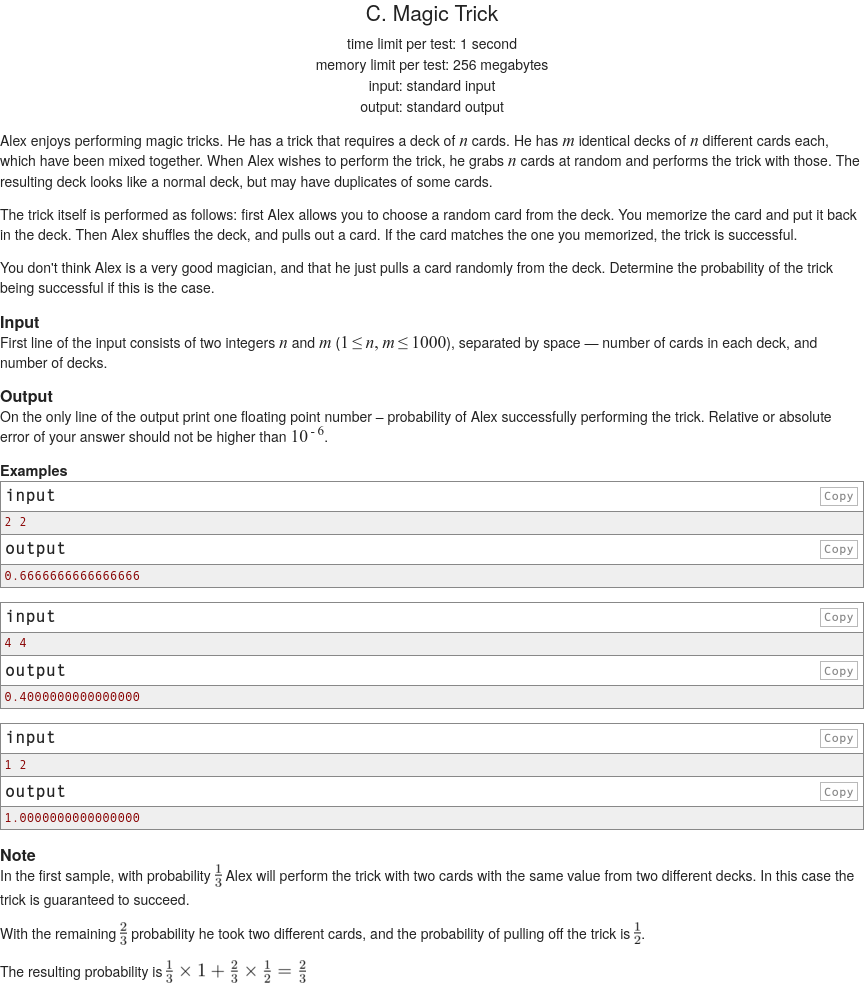 C. Magic Trick
time limit per test: 1 second
memory limit per test: 256 megabytes
input: standard input
output: standard output
Alex enjoys performing magic tricks. He has a trick that requires a deck of n cards. He has m identical decks of n different cards each,
which have been mixed together. When Alex wishes to perform the trick, he grabs n cards at random and performs the trick with those. The
resulting deck looks like a normal deck, but may have duplicates of some cards.
The trick itself is performed as follows: first Alex allows you to choose a random card from the deck. You memorize the card and put it back
in the deck. Then Alex shuffles the deck, and pulls out a card. If the card matches the one you memorized, the trick is successful.
You don't think Alex is a very good magician, and that he just pulls a card randomly from the deck. Determine the probability of the trick
being successful if this is the case.
Input
First line of the input consists of two integers n and m (1 ≤ n, m ≤ 1000), separated by space — number of cards in each deck, and
number of decks.
Output
On the only line of the output print one floating point number – probability of Alex successfully performing the trick. Relative or absolute
error of your answer should not be higher than 10^{-6}.
Examples
input Copy
2 2
output Copy
0.6666666666666666
input Copy
4 4
output Copy
0.4000000000000000
input Copy
1 2
output Copy
1.0000000000000000
Note
In the first sample, with probability 1/3 Alex will perform the trick with two cards with the same value from two different decks. In this case the
trick is guaranteed to succeed.
With the remaining 2/3 probability he took two different cards, and the probability of pulling off the trick is 1/2.
The resulting probability is 1/3 × 1 + 2/3 × 1/2 = 2/3